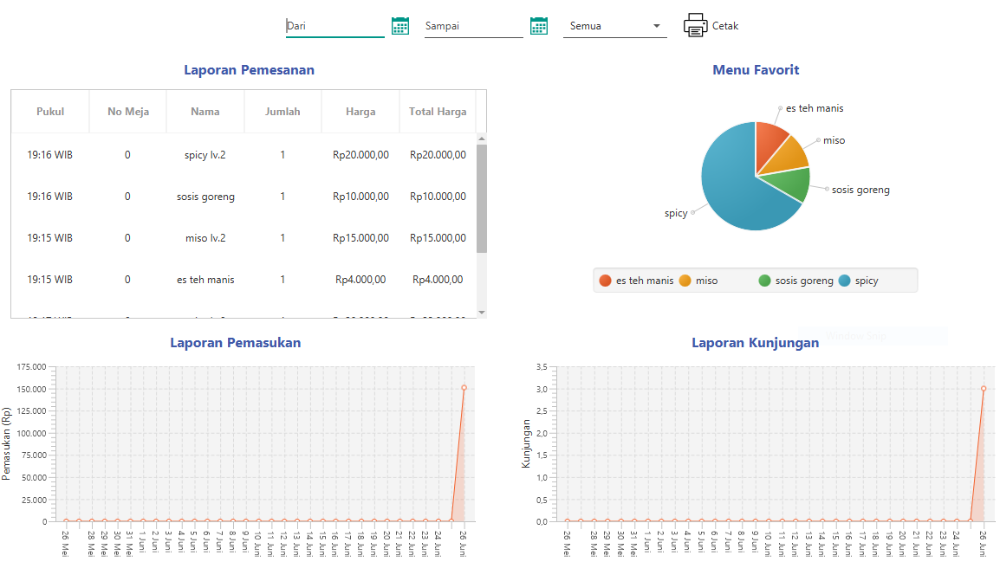 Dari Sampai Semua Cetak
Laporan Pemesanan
Pukul No Meja Nama Jumlah Harga Total Harga
19:16 WIB 0 spicy lv.2 1 Rp20.000,00 Rp20.000,00
19:16 WIB 0 sosis goreng 1 Rp10.000,00 Rp10.000,00
19:15 WIB 0 miso lv.2 1 Rp15.000,00 Rp15.000,00
19:15 WIB 0 es teh manis 1 Rp4.000,00 Rp4.000,00
Menu Favorit
es teh manis
miso
sosis goreng
spicy
es teh manis miso sosis goreng spicy
Window Snip
Laporan Pemasukan
Pemasukan (Rp)
175.000
150.000
125.000
100.000
75.000
50.000
25.000
0
26 Mei 28 Mei 29 Mei 30 Mei 31 Mei 1 Juni 2 Juni 3 Juni 4 Juni 5 Juni 6 Juni 7 Juni 8 Juni 9 Juni 10 Juni 11 Juni 12 Juni 13 Juni 14 Juni 15 Juni 16 Juni 17 Juni 18 Juni 19 Juni 20 Juni 21 Juni 22 Juni 23 Juni 24 Juni 26 Juni
Laporan Kunjungan
Kunjungan
3,5
3,0
2,5
2,0
1,5
1,0
0,5
0,0
26 Mei 28 Mei 29 Mei 30 Mei 31 Mei 1 Juni 2 Juni 3 Juni 4 Juni 5 Juni 6 Juni 7 Juni 8 Juni 9 Juni 10 Juni 11 Juni 12 Juni 13 Juni 14 Juni 15 Juni 16 Juni 17 Juni 18 Juni 19 Juni 20 Juni 21 Juni 22 Juni 23 Juni 24 Juni 26 Juni